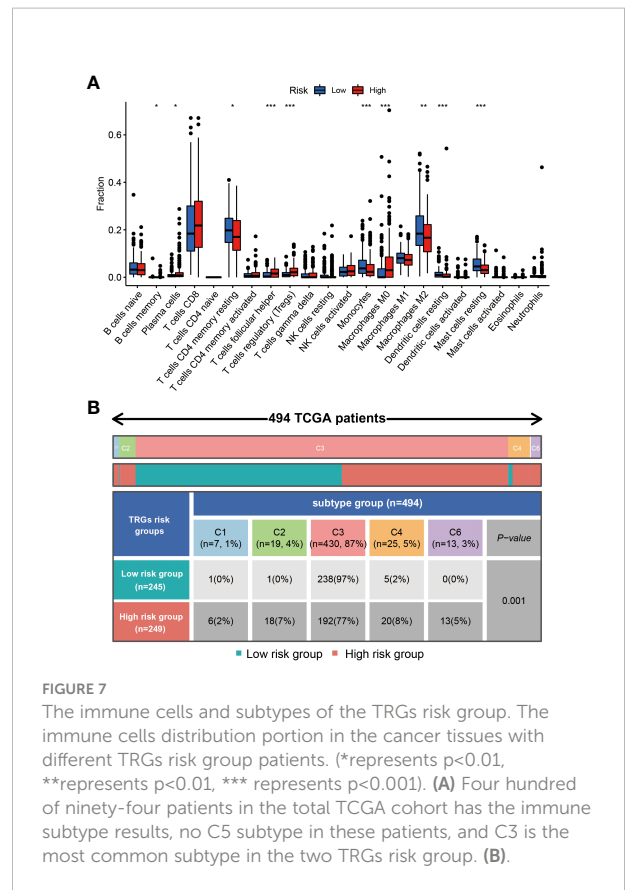 A
Risk Low High
* * * *** *** *** *** ** *** ***
Fraction
0.6
0.4
0.2
0.0
B cells naive
B cells memory
Plasma cells
T cells CD8
T cells CD4 naive
T cells CD4 memory resting
T cells CD4 memory activated
T cells follicular helper
T cells regulatory (Tregs)
T cells gamma delta
NK cells resting
NK cells activated
Monocytes
Macrophages M0
Macrophages M1
Macrophages M2
Dendritic cells resting
Dendritic cells activated
Mast cells resting
Mast cells activated
Eosinophils
Neutrophils
B
494 TCGA patients
C2 C3 C4 C6
TRGs risk groups
subtype group (n=494)
C1 (n=7, 1%)
C2 (n=19, 4%)
C3 (n=430, 87%)
C4 (n=25, 5%)
C6 (n=13, 3%)
P−value
Low risk group (n=245)
1(0%) 1(0%) 238(97%) 5(2%) 0(0%)
0.001
High risk group (n=249)
6(2%) 18(7%) 192(77%) 20(8%) 13(5%)
Low risk group High risk group
FIGURE 7
The immune cells and subtypes of the TRGs risk group. The
immune cells distribution portion in the cancer tissues with
different TRGs risk group patients. (*represents p<0.01,
**represents p<0.01, *** represents p<0.001). (A) Four hundred
of ninety-four patients in the total TCGA cohort has the immune
subtype results, no C5 subtype in these patients, and C3 is the
most common subtype in the two TRGs risk group. (B).